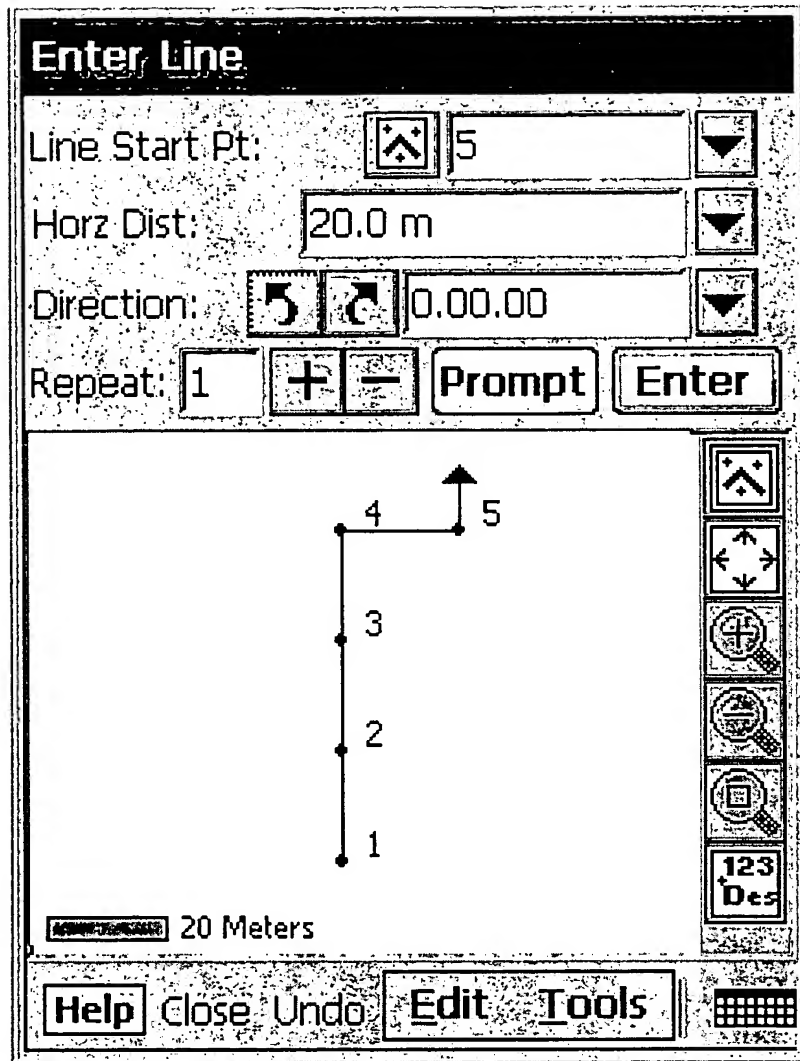 Enter Line
Line Start Pt: 5
Horz Dist: 20.0 m
Direction: 0.00.00
Repeat: 1 + − Prompt Enter
4 5
3
2
1
123
Des
20 Meters
Help Close Undo Edit Tools